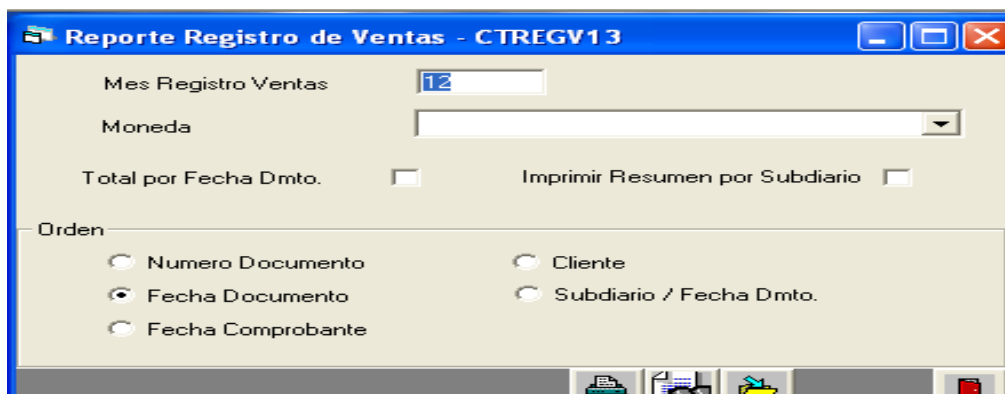 Reporte Registro de Ventas - CTREGV13
Mes Registro Ventas 12
Moneda
Total por Fecha Dmto. Imprimir Resumen por Subdiario
Orden
Numero Documento Cliente
Fecha Documento Subdiario / Fecha Dmto.
Fecha Comprobante